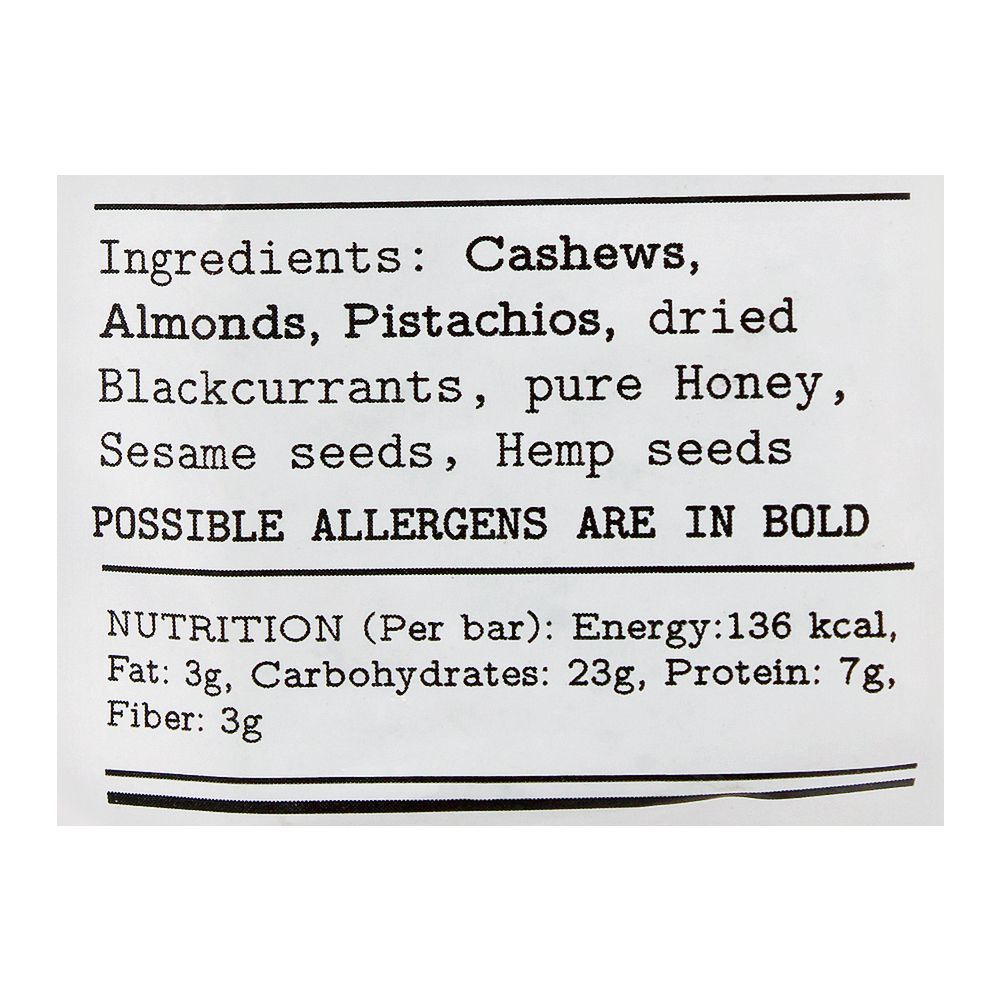 Ingredients: Cashews,
Almonds, Pistachios, dried
Blackcurrants, pure Honey,
Sesame seeds, Hemp seeds
POSSIBLE ALLERGENS ARE IN BOLD
NUTRITION (Per bar): Energy:136 kcal,
Fat: 3g, Carbohydrates: 23g, Protein: 7g,
Fiber: 3g